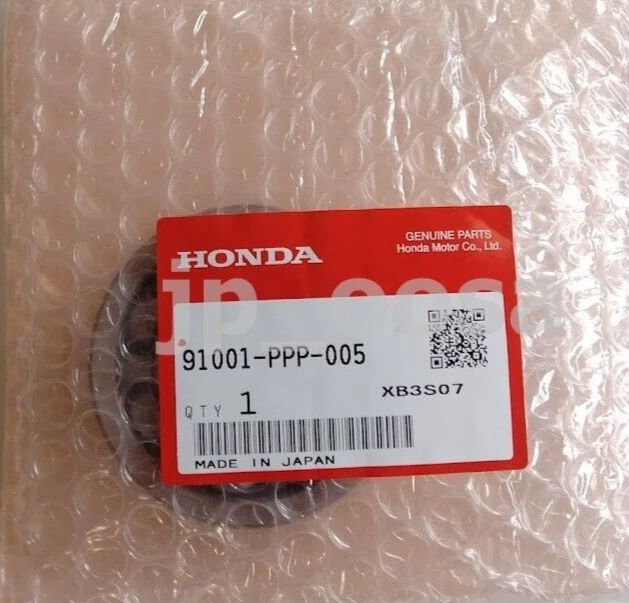 HONDA
GENUINE PARTS
Honda Motor Co., Ltd.
91001-PPP-005
XB3S07
QTY 1
MADE IN JAPAN